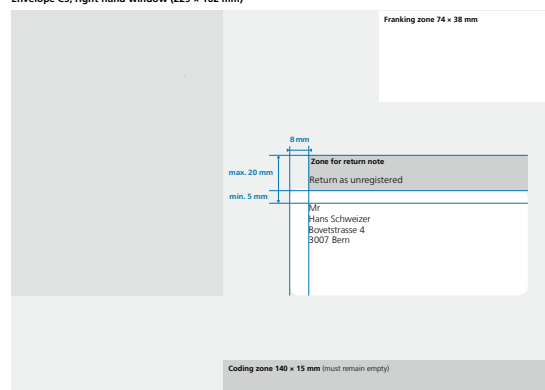 Envelope C5, right-hand window (229 × 162 mm)
Franking zone 74 × 38 mm
8 mm
Zone for return note
max. 20 mm
Return as unregistered
min. 5 mm
Mr
Hans Schweizer
Bovetstrasse 4
3007 Bern
Coding zone 140 × 15 mm (must remain empty)